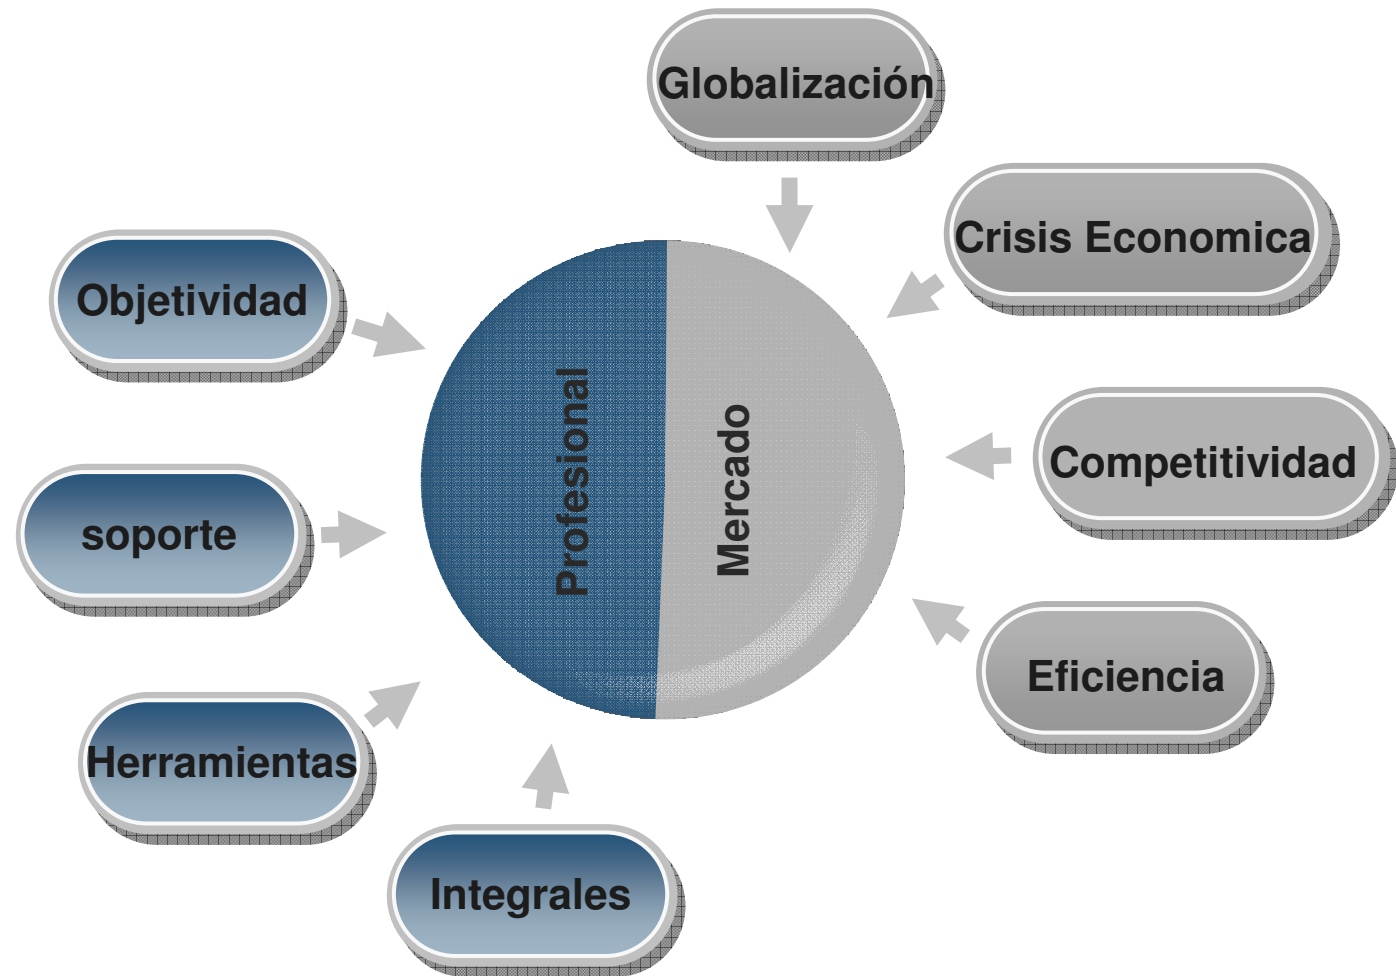 Globalización
Crisis Economica
Objetividad
Profesional
Mercado
Competitividad
soporte
Eficiencia
Herramientas
Integrales